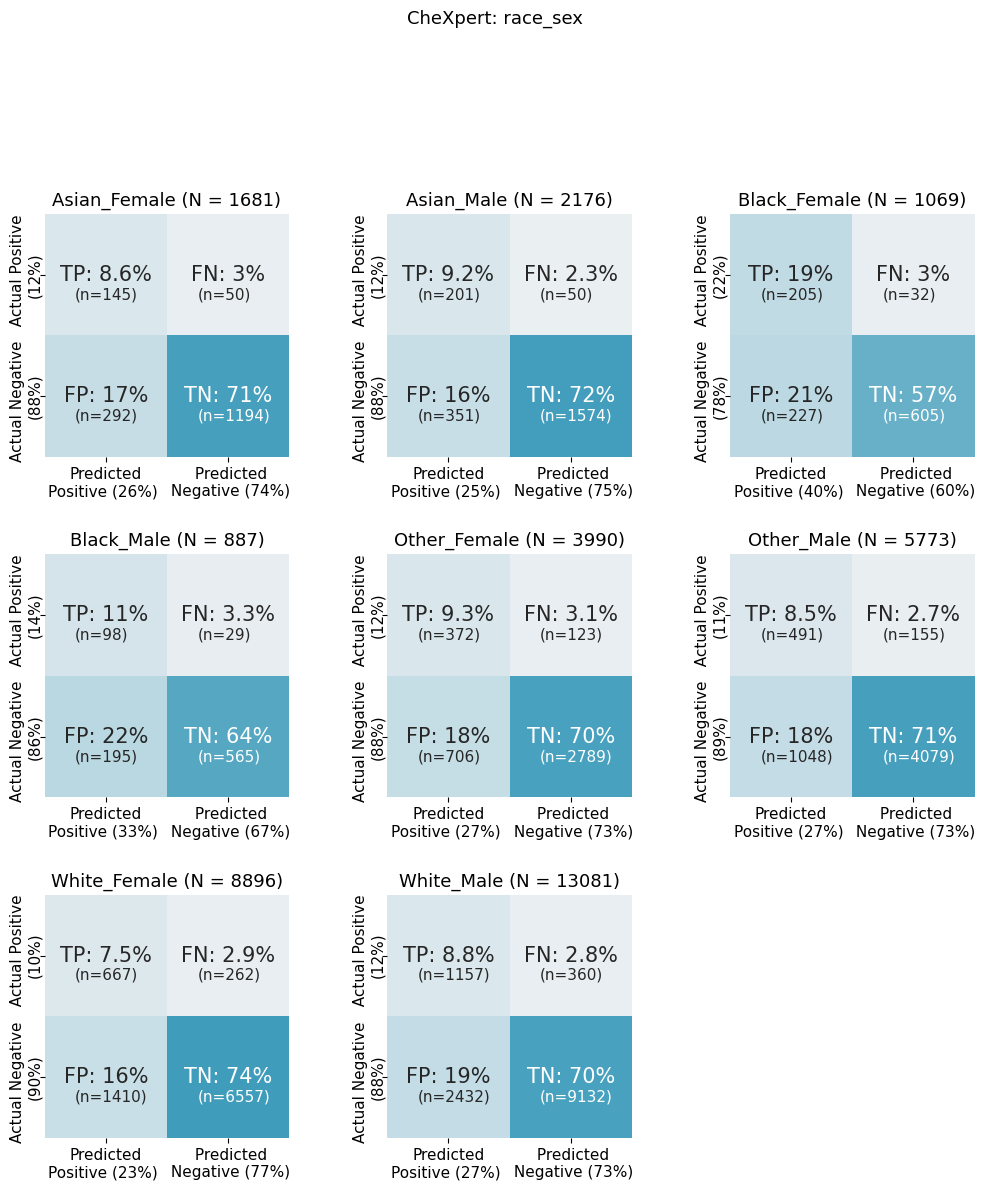 CheXpert: race_sex
Asian_Female (N = 1681)
Actual Positive
(12%)
TP: 8.6%
(n=145)
FN: 3%
(n=50)
Actual Negative
(88%)
FP: 17%
(n=292)
TN: 71%
(n=1194)
Predicted
Positive (26%)
Predicted
Negative (74%)
Asian_Male (N = 2176)
Actual Positive
(12%)
TP: 9.2%
(n=201)
FN: 2.3%
(n=50)
Actual Negative
(88%)
FP: 16%
(n=351)
TN: 72%
(n=1574)
Predicted
Positive (25%)
Predicted
Negative (75%)
Black_Female (N = 1069)
Actual Positive
(22%)
TP: 19%
(n=205)
FN: 3%
(n=32)
Actual Negative
(78%)
FP: 21%
(n=227)
TN: 57%
(n=605)
Predicted
Positive (40%)
Predicted
Negative (60%)
Black_Male (N = 887)
Actual Positive
(14%)
TP: 11%
(n=98)
FN: 3.3%
(n=29)
Actual Negative
(86%)
FP: 22%
(n=195)
TN: 64%
(n=565)
Predicted
Positive (33%)
Predicted
Negative (67%)
Other_Female (N = 3990)
Actual Positive
(12%)
TP: 9.3%
(n=372)
FN: 3.1%
(n=123)
Actual Negative
(88%)
FP: 18%
(n=706)
TN: 70%
(n=2789)
Predicted
Positive (27%)
Predicted
Negative (73%)
Other_Male (N = 5773)
Actual Positive
(11%)
TP: 8.5%
(n=491)
FN: 2.7%
(n=155)
Actual Negative
(89%)
FP: 18%
(n=1048)
TN: 71%
(n=4079)
Predicted
Positive (27%)
Predicted
Negative (73%)
White_Female (N = 8896)
Actual Positive
(10%)
TP: 7.5%
(n=667)
FN: 2.9%
(n=262)
Actual Negative
(90%)
FP: 16%
(n=1410)
TN: 74%
(n=6557)
Predicted
Positive (23%)
Predicted
Negative (77%)
White_Male (N = 13081)
Actual Positive
(12%)
TP: 8.8%
(n=1157)
FN: 2.8%
(n=360)
Actual Negative
(88%)
FP: 19%
(n=2432)
TN: 70%
(n=9132)
Predicted
Positive (27%)
Predicted
Negative (73%)